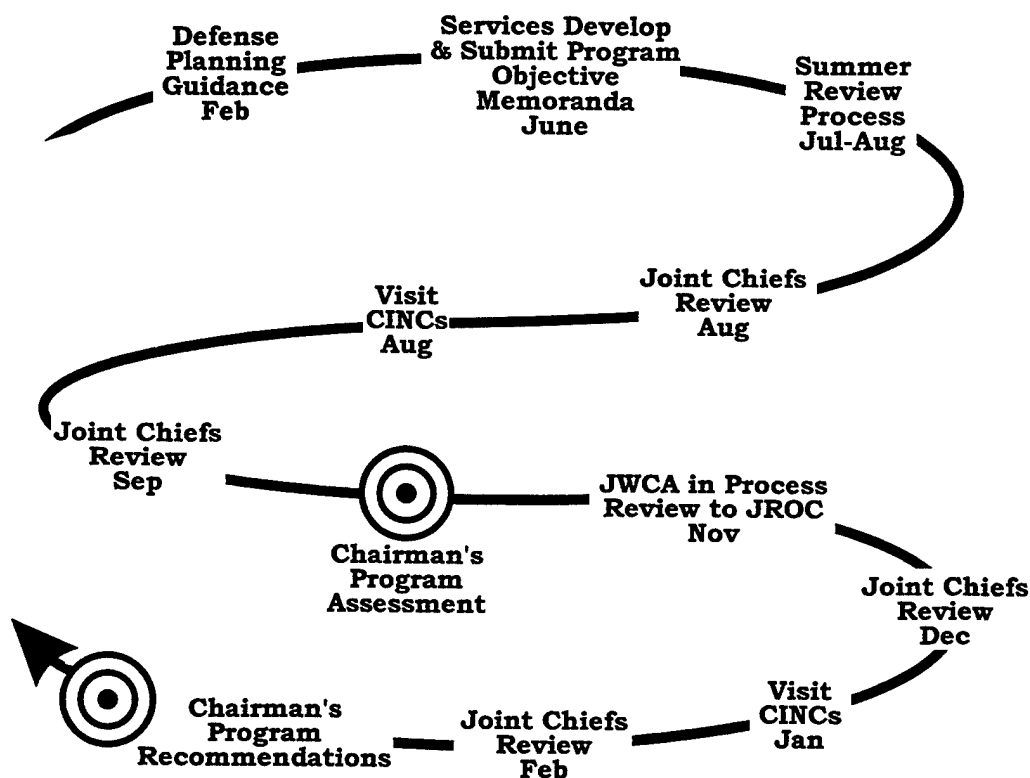 Defense
Planning
Guidance
Feb
Services Develop
& Submit Program
Objective
Memoranda
June
Summer
Review
Process
Jul-Aug
Joint Chiefs
Review
Aug
Visit
CINCs
Aug
Joint Chiefs
Review
Sep
Chairman's
Program
Assessment
JWCA in Process
Review to JROC
Nov
Joint Chiefs
Review
Dec
Visit
CINCs
Jan
Joint Chiefs
Review
Feb
Chairman's
Program
Recommendations